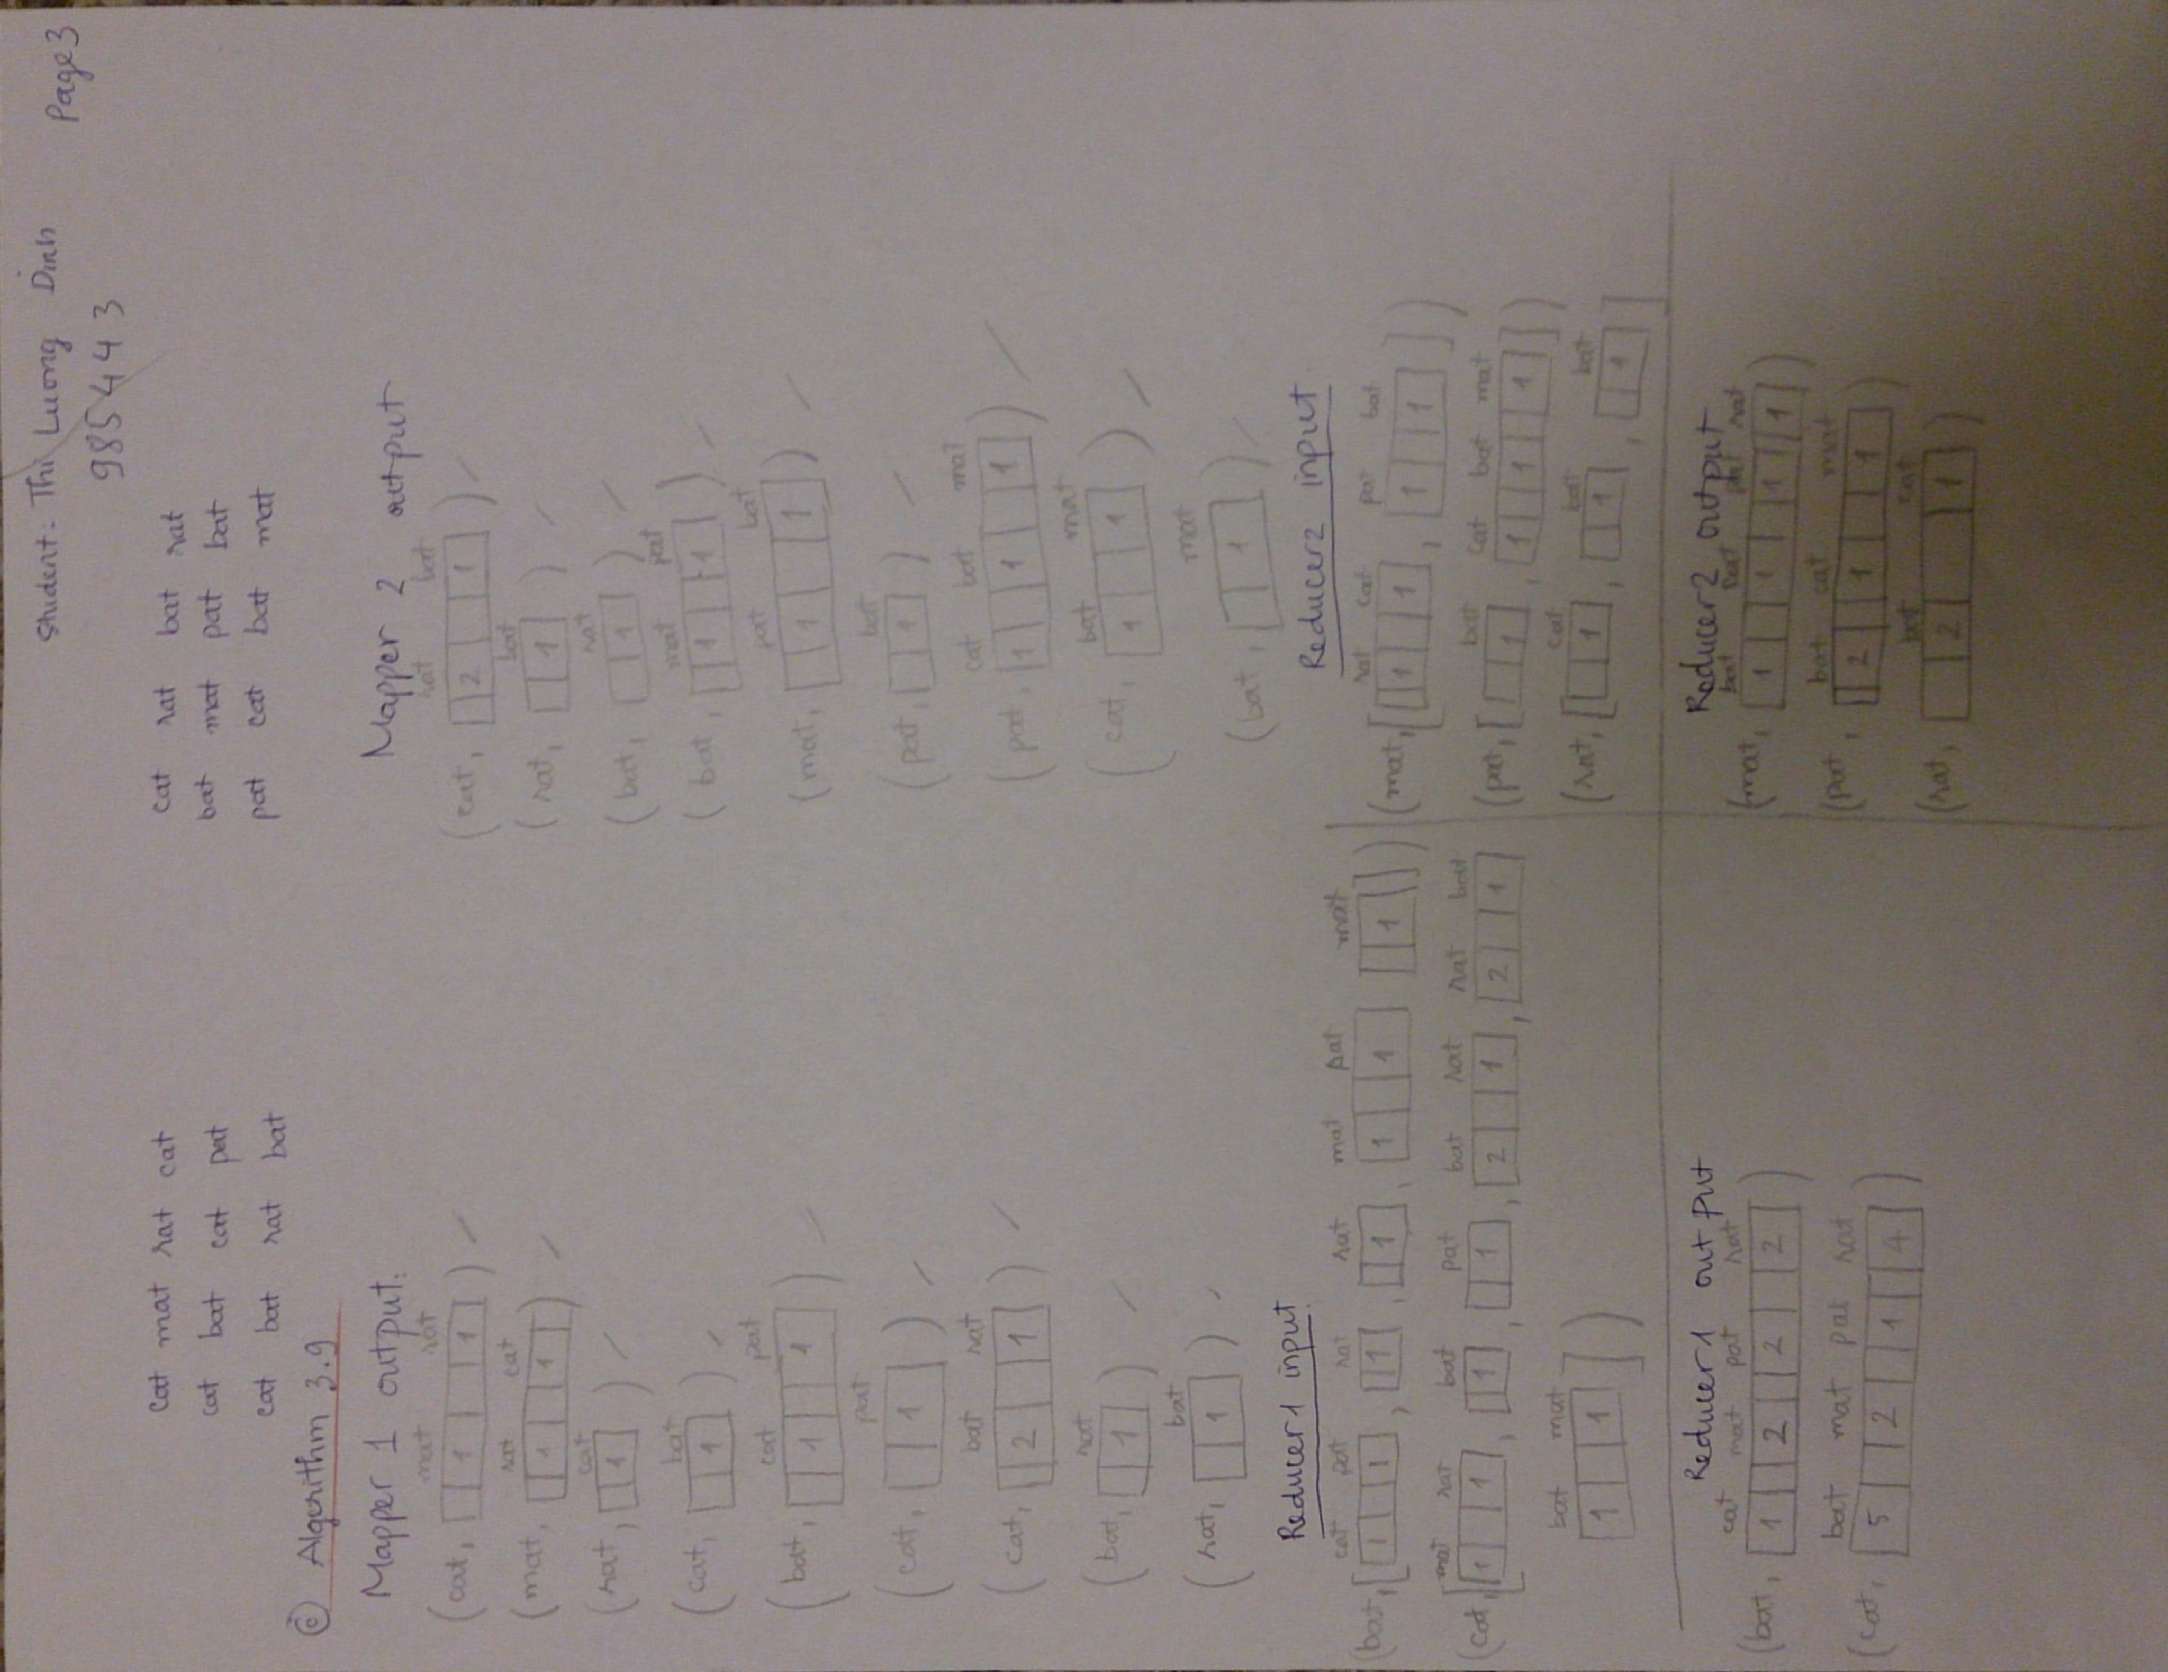 Student: Thi Luong Dinh Page 3
985443
cat mat rat cat
cat bat cat pat
cat bat rat bat
cat rat bat rat
bat mat pat bat
pat cat bat mat
c Algorithm 3.9
Mapper 1 output:
mat rat
(cat, 1 1)
rat cat
(mat, 1 1)
cat
(rat, 1)
bat
(cat, 1)
cat pat
(bat, 1 1)
pat
(cat, 1)
bat rat
(cat, 2 1)
rat
(bat, 1)
bat
(rat, 1)
Mapper 2 output
rat bat
(cat, 2 1)
bat
(rat, 1)
rat
(bat, 1)
mat pat
(bat, 1 1)
pat bat
(mat, 1 1)
bat
(pat, 1)
cat bat mat
(pat, 1 1 1)
bat mat
(cat, 1 1)
mat
(bat, 1)
Reducer1 input
cat pat rat rat mat pat mat
(bat, [1 1, 1, 1, 1 1 1])
mat rat bat pat bat rat rat bat
(cat, [1 1, 1, 1, 2 1, 2 1
bat mat
1 1])
Reducer2 input
rat cat pat bat
(mat, [1 1, 1 1])
bat cat bat mat
(pat, [1, 1 1 1])
cat bat bat
(rat, [1, 1, 1]
Reducer1 output
cat mat pat rat
(bat, 1 2 2 2)
bat mat pat rat
(cat, 5 2 1 4)
Reducer2 output
bat cat pat rat
(mat, 1 1 1 1)
bat cat mat
(pat, 2 1 1)
bat cat
(rat, 2 1)